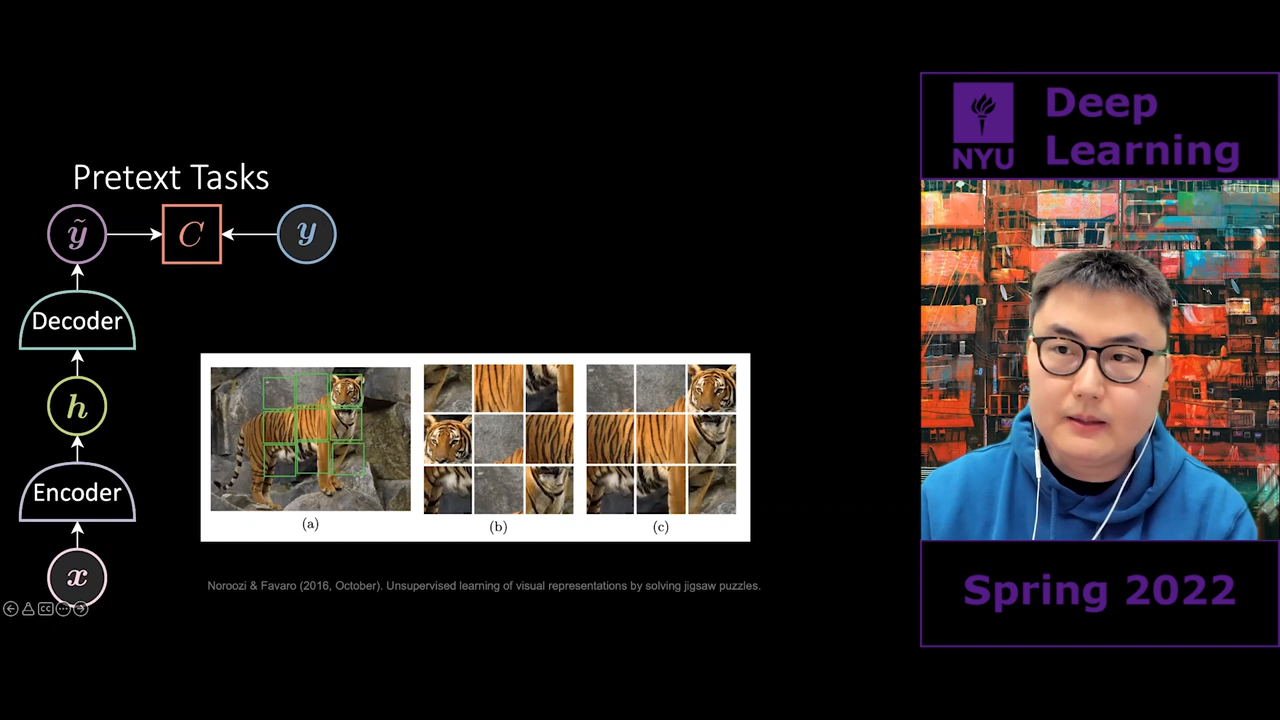 Pretext Tasks
ỹ
C
y
Decoder
h
Encoder
x
(a)
(b)
(c)
Noroozi & Favaro (2016, October). Unsupervised learning of visual representations by solving jigsaw puzzles.
CC
NYU
Deep
Learning
Spring 2022